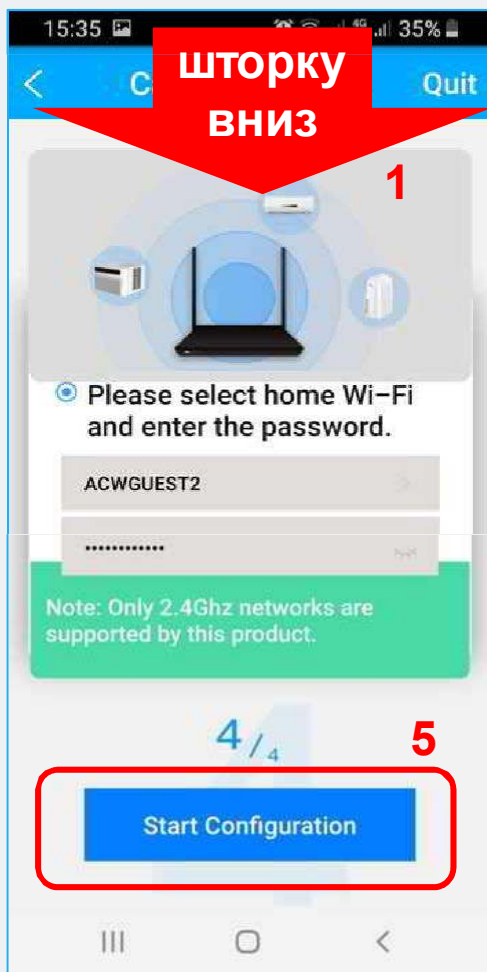 15:35 4G 35%
шторку
вниз
C
Quit
1
Please select home Wi-Fi
and enter the password.
ACWGUEST2
••••••••••••
Note: Only 2.4Ghz networks are
supported by this product.
4/4
5
Start Configuration